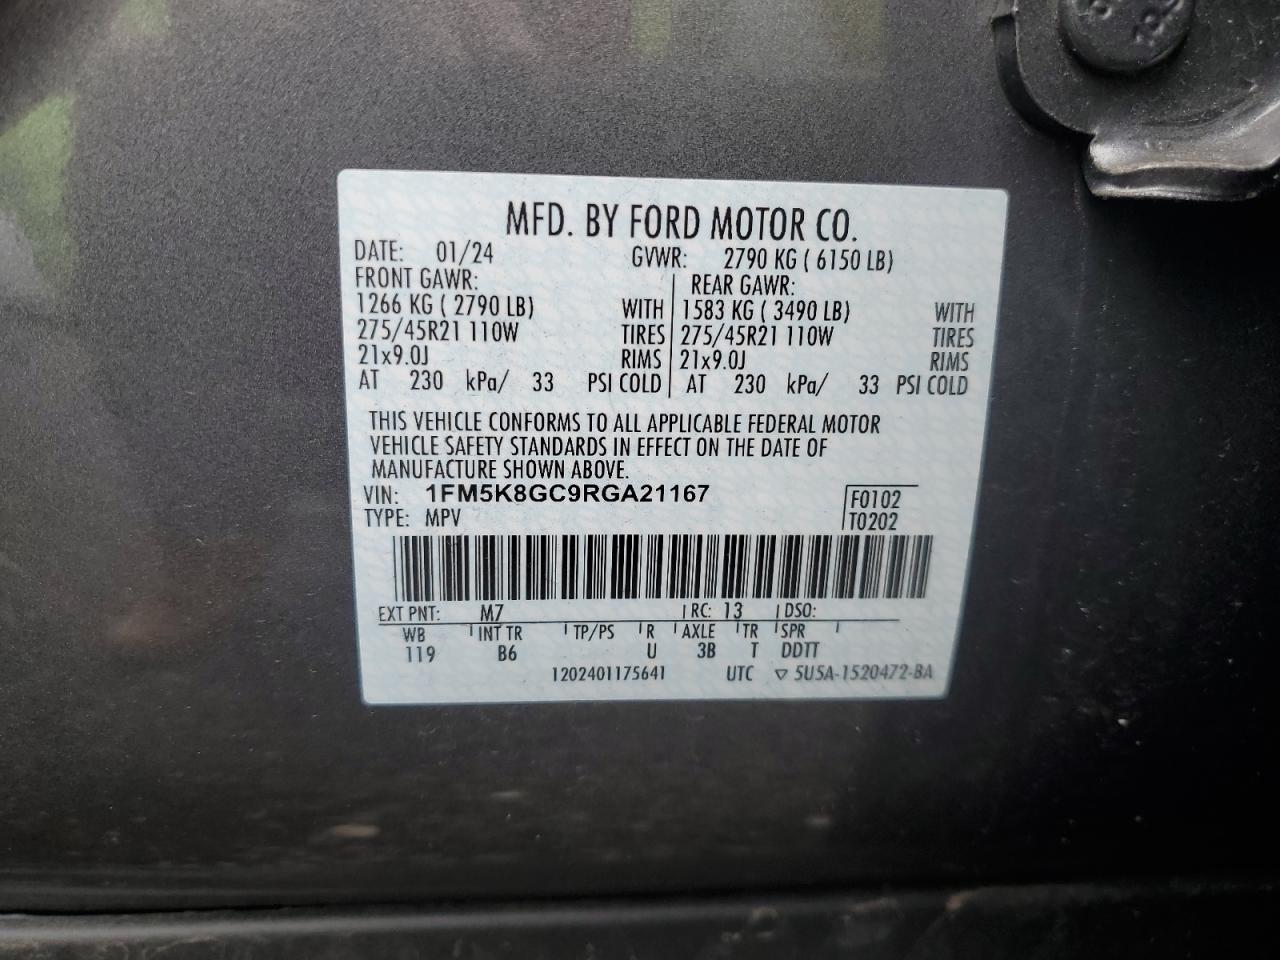 MFD. BY FORD MOTOR CO.
DATE: 01/24 GVWR: 2790 KG ( 6150 LB)
FRONT GAWR: REAR GAWR:
1266 KG ( 2790 LB) WITH 1583 KG ( 3490 LB) WITH
275/45R21 110W TIRES 275/45R21 110W TIRES
21x9.0J RIMS 21x9.0J RIMS
AT 230 kPa/ 33 PSI COLD AT 230 kPa/ 33 PSI COLD
THIS VEHICLE CONFORMS TO ALL APPLICABLE FEDERAL MOTOR
VEHICLE SAFETY STANDARDS IN EFFECT ON THE DATE OF
MANUFACTURE SHOWN ABOVE.
VIN: 1FM5K8GC9RGA21167 F0102
TYPE: MPV T0202
EXT PNT: M7 RC: 13 DSO:
WB INT TR TP/PS R AXLE TR SPR
119 B6 U 3B T DDTT
1202401175641 UTC ▽ 5U5A-1520472-BA